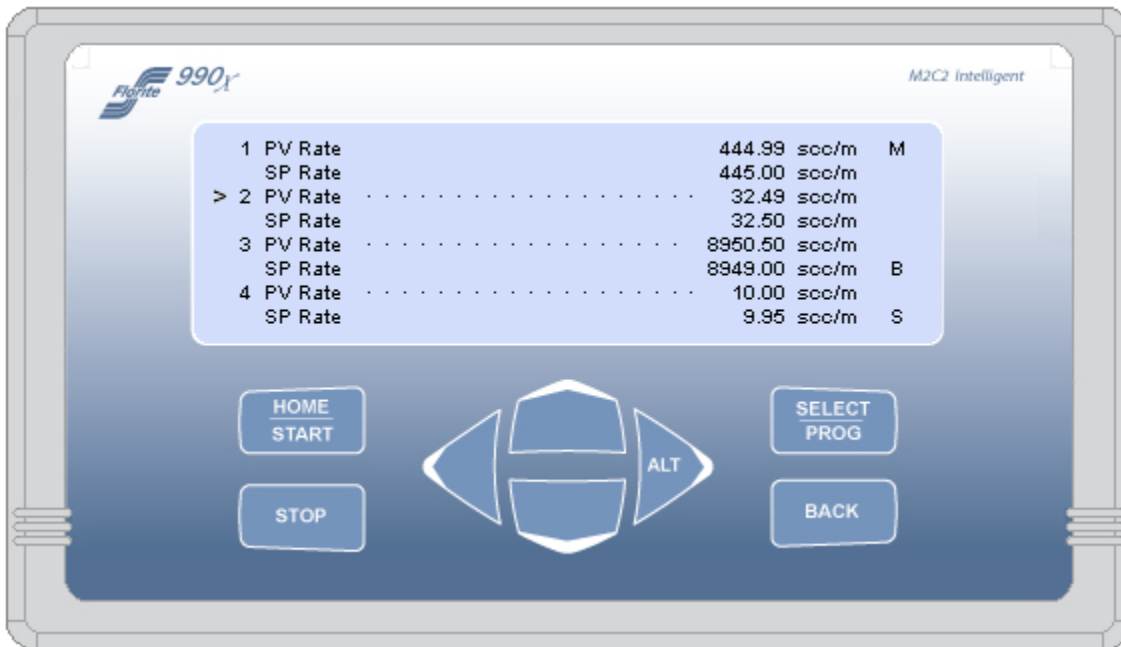 Florite 990x
M2C2 Intelligent
1 PV Rate 444.99 scc/m M
SP Rate 445.00 scc/m
> 2 PV Rate . . . . . . . . . . . . . . . . . . . 32.49 scc/m
SP Rate 32.50 scc/m
3 PV Rate . . . . . . . . . . . . . . . . . . 8950.50 scc/m
SP Rate 8949.00 scc/m B
4 PV Rate . . . . . . . . . . . . . . . . . . . 10.00 scc/m
SP Rate 9.95 scc/m S
HOME
START
SELECT
PROG
ALT
STOP
BACK